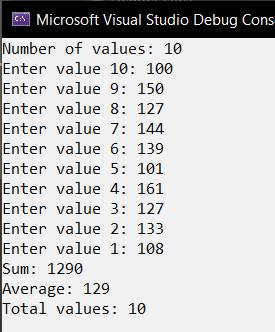 Microsoft Visual Studio Debug Cons
Number of values: 10
Enter value 10: 100
Enter value 9: 150
Enter value 8: 127
Enter value 7: 144
Enter value 6: 139
Enter value 5: 101
Enter value 4: 161
Enter value 3: 127
Enter value 2: 133
Enter value 1: 108
Sum: 1290
Average: 129
Total values: 10